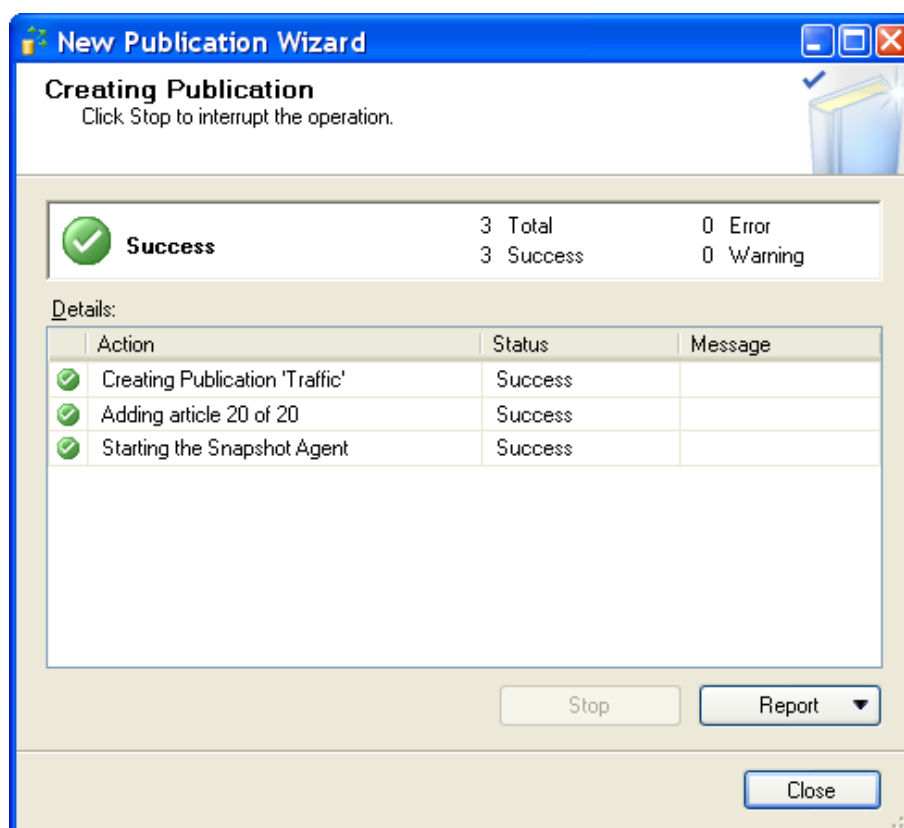 New Publication Wizard
Creating Publication
Click Stop to interrupt the operation.
Success 3 Total 0 Error
3 Success 0 Warning
Details:
Action Status Message
Creating Publication 'Traffic' Success
Adding article 20 of 20 Success
Starting the Snapshot Agent Success
Stop Report
Close